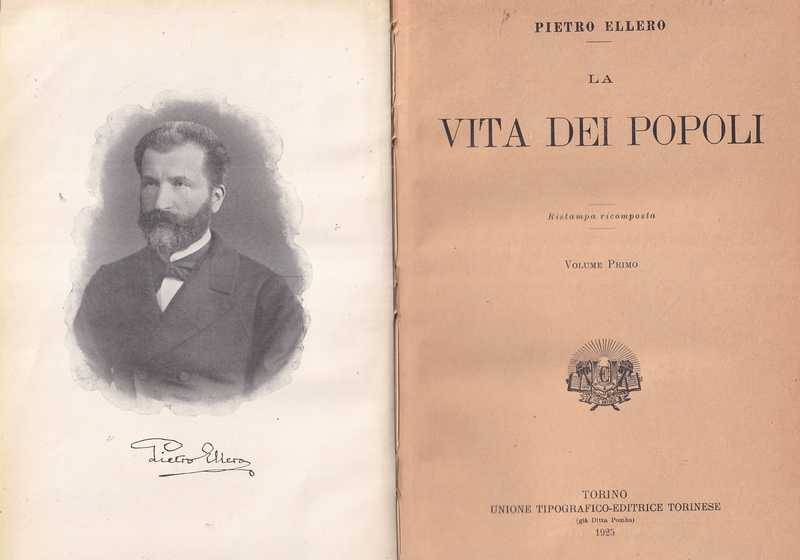 Pietro Ellero
PIETRO ELLERO
LA
VITA DEI POPOLI
Ristampa ricomposta
VOLUME PRIMO
TORINO
UNIONE TIPOGRAFICO-EDITRICE TORINESE
(già Ditta Pomba)
1925